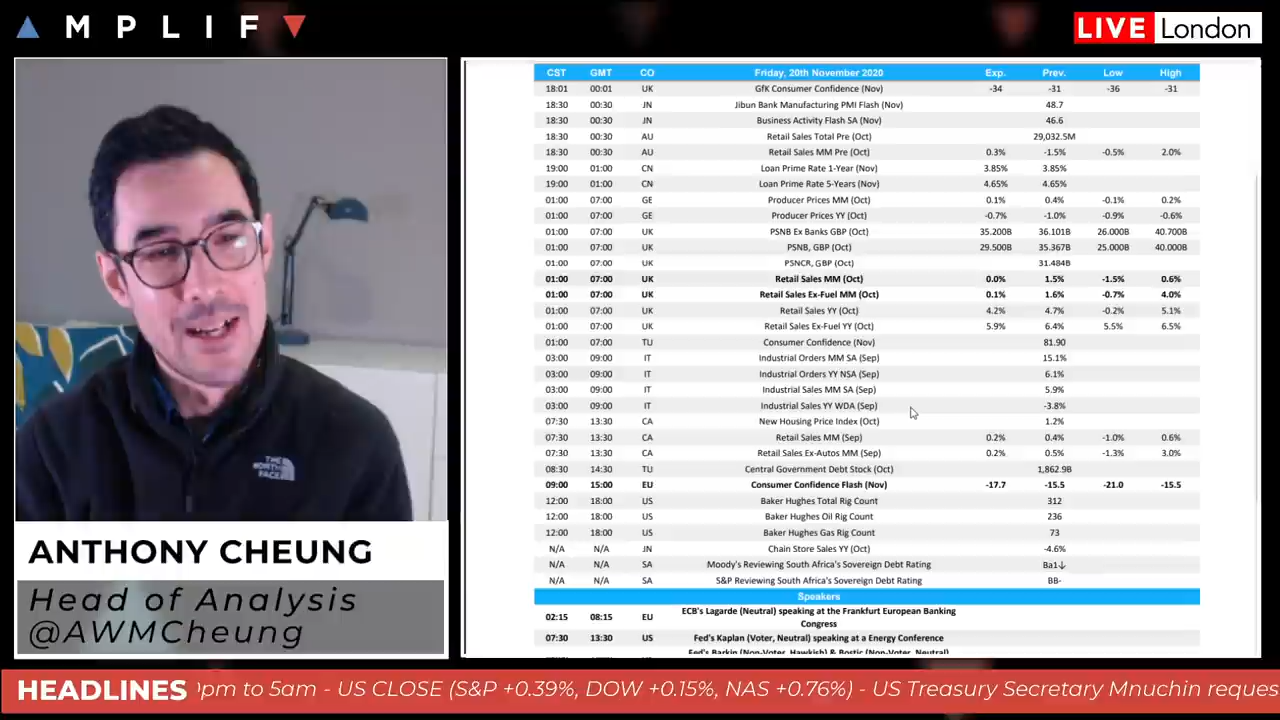 AMPLIFY
LIVE London
CST GMT CO Friday, 20th November 2020 Exp. Prev. Low High
18:01 00:01 UK GfK Consumer Confidence (Nov) -34 -31 -36 -31
18:30 00:30 JN Jibun Bank Manufacturing PMI Flash (Nov) 48.7
18:30 00:30 JN Business Activity Flash SA (Nov) 46.6
18:30 00:30 AU Retail Sales Total Pre (Oct) 29,032.5M
18:30 00:30 AU Retail Sales MM Pre (Oct) 0.3% -1.5% -0.5% 2.0%
19:00 01:00 CN Loan Prime Rate 1-Year (Nov) 3.85% 3.85%
19:00 01:00 CN Loan Prime Rate 5-Years (Nov) 4.65% 4.65%
01:00 07:00 GE Producer Prices MM (Oct) 0.1% 0.4% -0.1% 0.2%
01:00 07:00 GE Producer Prices YY (Oct) -0.7% -1.0% -0.9% -0.6%
01:00 07:00 UK PSNB Ex Banks GBP (Oct) 35.200B 36.101B 26.000B 40.700B
01:00 07:00 UK PSNB, GBP (Oct) 29.500B 35.367B 25.000B 40.000B
01:00 07:00 UK PSNCR, GBP (Oct) 31.484B
01:00 07:00 UK Retail Sales MM (Oct) 0.0% 1.5% -1.5% 0.6%
01:00 07:00 UK Retail Sales Ex-Fuel MM (Oct) 0.1% 1.6% -0.7% 4.0%
01:00 07:00 UK Retail Sales YY (Oct) 4.2% 4.7% -0.2% 5.1%
01:00 07:00 UK Retail Sales Ex-Fuel YY (Oct) 5.9% 6.4% 5.5% 6.5%
01:00 07:00 TU Consumer Confidence (Nov) 81.90
03:00 09:00 IT Industrial Orders MM SA (Sep) 15.1%
03:00 09:00 IT Industrial Orders YY NSA (Sep) 6.1%
03:00 09:00 IT Industrial Sales MM SA (Sep) 5.9%
03:00 09:00 IT Industrial Sales YY WDA (Sep) -3.8%
07:30 13:30 CA New Housing Price Index (Oct) 1.2%
07:30 13:30 CA Retail Sales MM (Sep) 0.2% 0.4% -1.0% 0.6%
07:30 13:30 CA Retail Sales Ex-Autos MM (Sep) 0.2% 0.5% -1.3% 3.0%
08:30 14:30 TU Central Government Debt Stock (Oct) 1,862.9B
09:00 15:00 EU Consumer Confidence Flash (Nov) -17.7 -15.5 -21.0 -15.5
12:00 18:00 US Baker Hughes Total Rig Count 312
12:00 18:00 US Baker Hughes Oil Rig Count 236
12:00 18:00 US Baker Hughes Gas Rig Count 73
N/A N/A JN Chain Store Sales YY (Oct) -4.6%
N/A N/A SA Moody's Reviewing South Africa's Sovereign Debt Rating Ba1↓
N/A N/A SA S&P Reviewing South Africa's Sovereign Debt Rating BB-
Speakers
02:15 08:15 EU ECB's Lagarde (Neutral) speaking at the Frankfurt European Banking
Congress
07:30 13:30 US Fed's Kaplan (Voter, Neutral) speaking at a Energy Conference
Fed's Barkin (Non-Voter, Hawkish) & Bostic (Non-Voter, Neutral)
THE NORTH FACE
ANTHONY CHEUNG
Head of Analysis
@AWMCheung
HEADLINES pm to 5am - US CLOSE (S&P +0.39%, DOW +0.15%, NAS +0.76%) - US Treasury Secretary Mnuchin reques